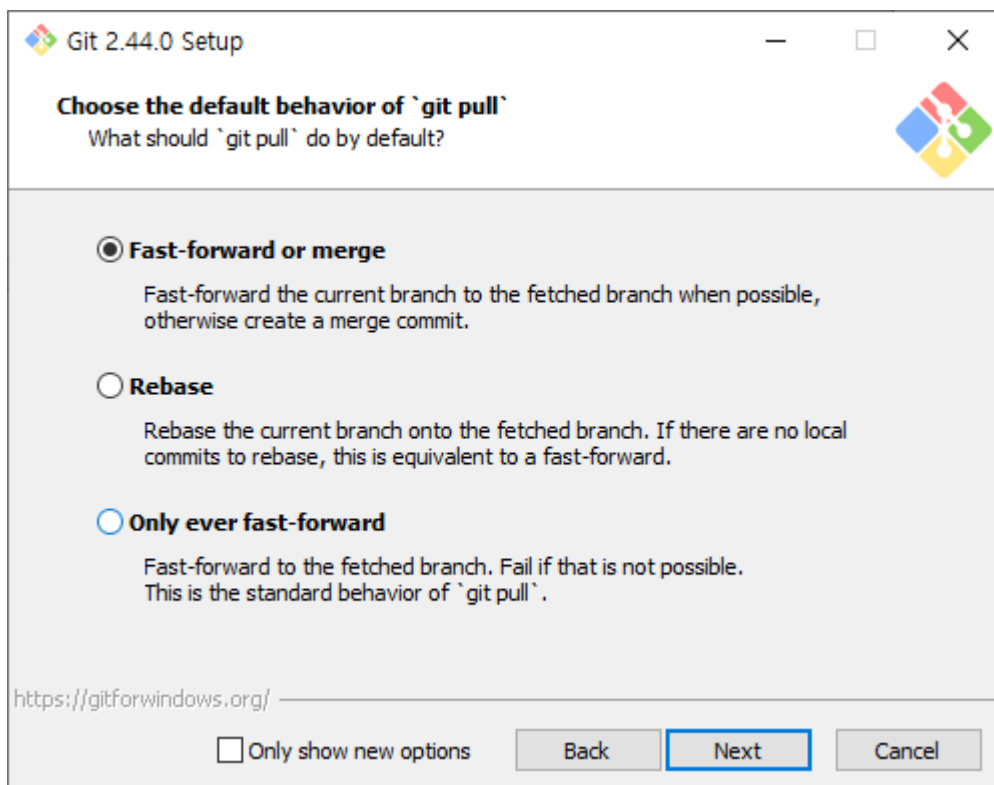 Git 2.44.0 Setup
Choose the default behavior of `git pull`
What should `git pull` do by default?
Fast-forward or merge
Fast-forward the current branch to the fetched branch when possible,
otherwise create a merge commit.
Rebase
Rebase the current branch onto the fetched branch. If there are no local
commits to rebase, this is equivalent to a fast-forward.
Only ever fast-forward
Fast-forward to the fetched branch. Fail if that is not possible.
This is the standard behavior of `git pull`.
https://gitforwindows.org/
Only show new options
Back
Next
Cancel